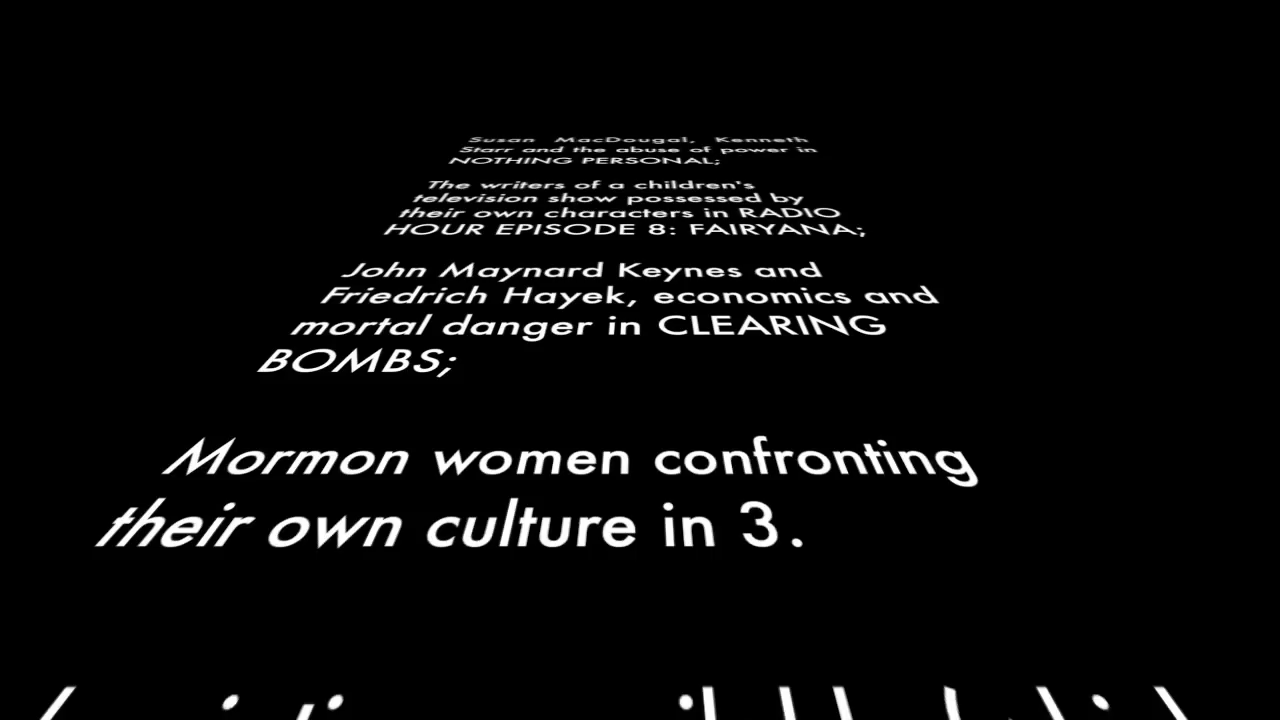 Susan MacDougal, Kenneth
Starr and the abuse of power in
NOTHING PERSONAL;
The writers of a children's
television show possessed by
their own characters in RADIO
HOUR EPISODE 8: FAIRYANA;
John Maynard Keynes and
Friedrich Hayek, economics and
mortal danger in CLEARING
BOMBS;
Mormon women confronting
their own culture in 3.